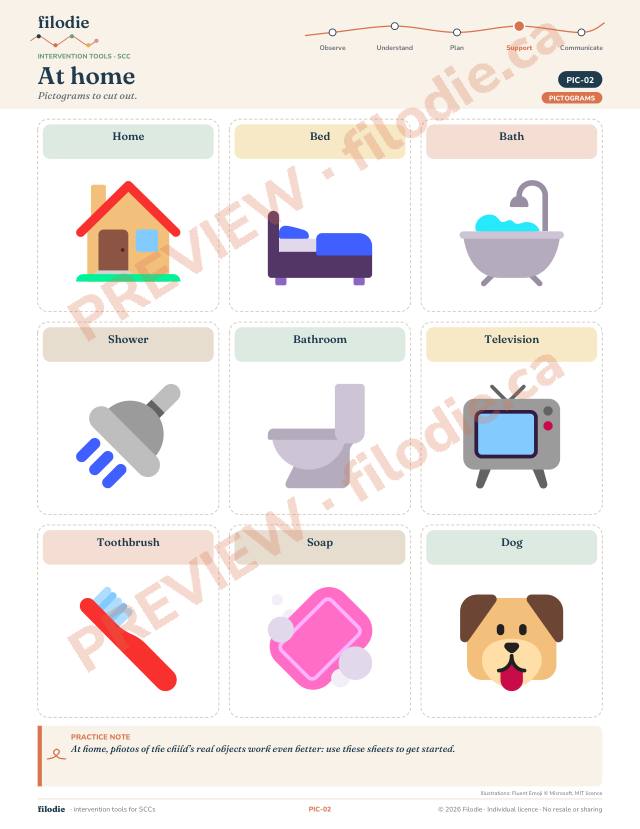 filodie
Observe Understand Plan Support Communicate
INTERVENTION TOOLS · SCC
At home
PIC-02
Pictograms to cut out.
PICTOGRAMS
Home Bed Bath
Shower Bathroom Television
Toothbrush Soap Dog
PREVIEW · filodie.ca
PREVIEW · filodie.ca
PRACTICE NOTE
At home, photos of the child's real objects work even better: use these sheets to get started.
Illustrations: Fluent Emoji © Microsoft, MIT licence
filodie · intervention tools for SCCs PIC-02 © 2026 Filodie · Individual licence · No resale or sharing